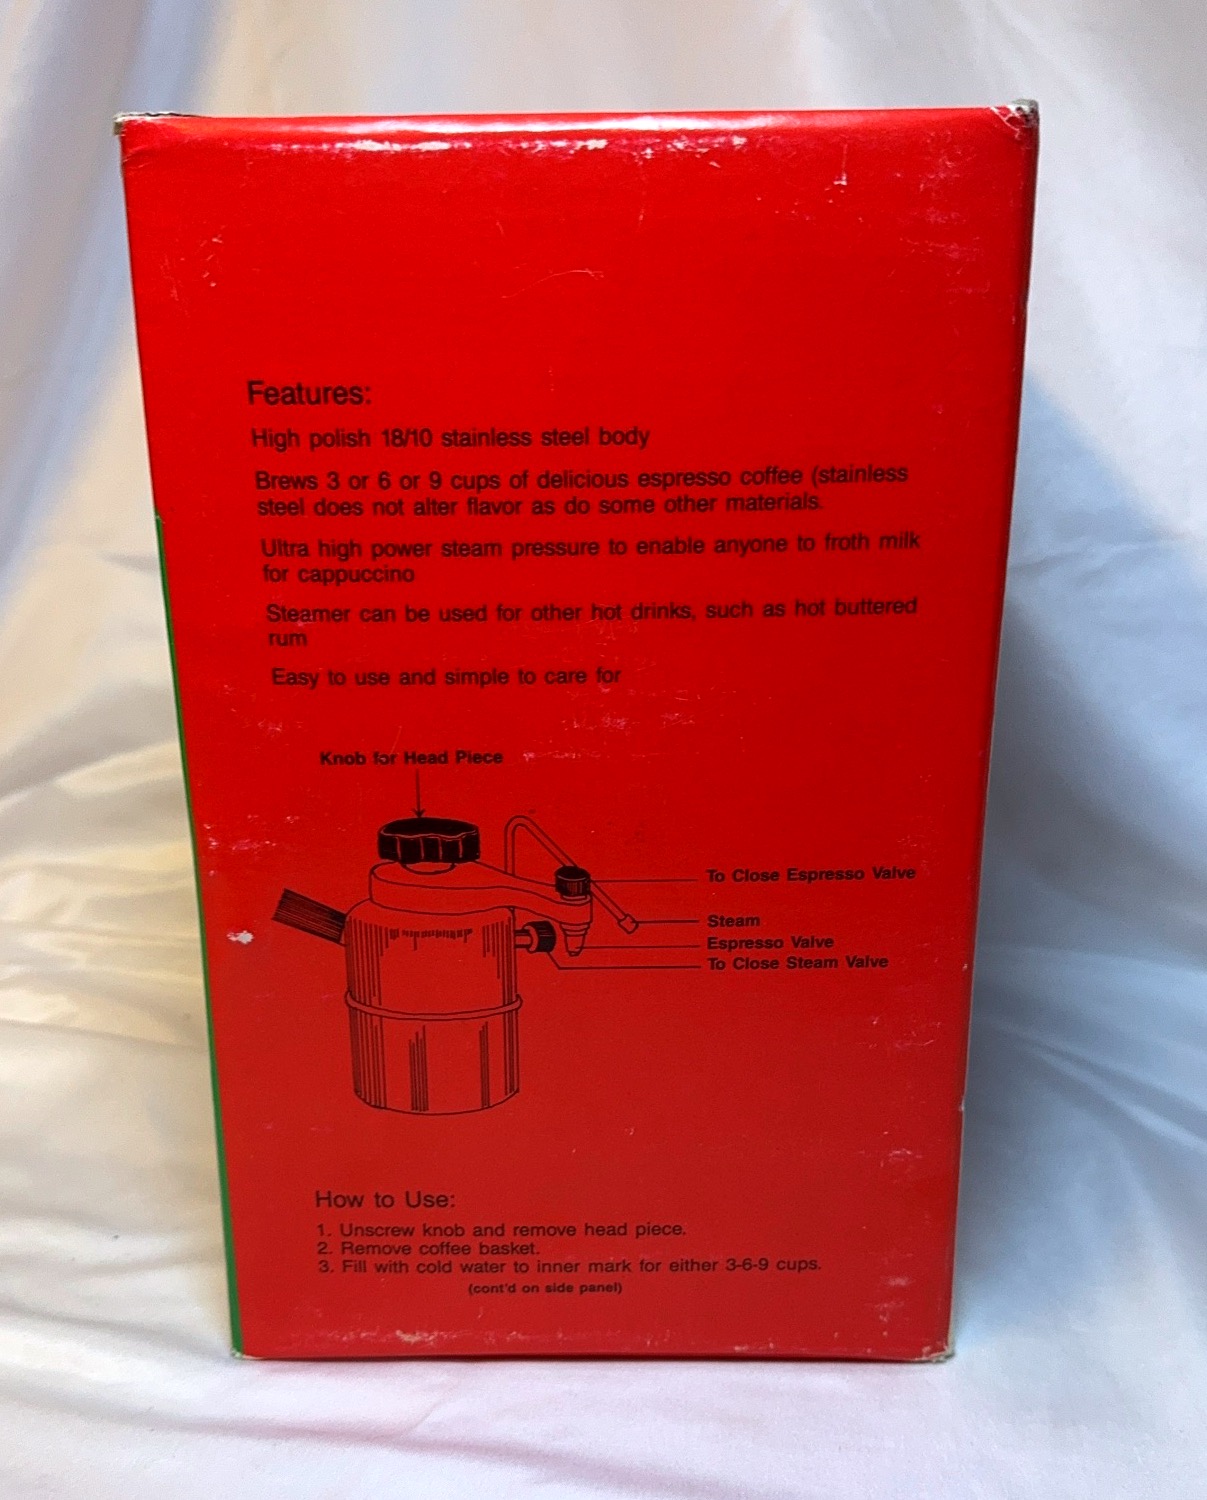 Features:
High polish 18/10 stainless steel body
Brews 3 or 6 or 9 cups of delicious espresso coffee (stainless
steel does not alter flavor as do some other materials.
Ultra high power steam pressure to enable anyone to froth milk
for cappuccino
Steamer can be used for other hot drinks, such as hot buttered
rum
Easy to use and simple to care for
Knob for Head Piece
To Close Espresso Valve
Steam
Espresso Valve
To Close Steam Valve
How to Use:
1. Unscrew knob and remove head piece.
2. Remove coffee basket.
3. Fill with cold water to inner mark for either 3-6-9 cups.
(cont'd on side panel)